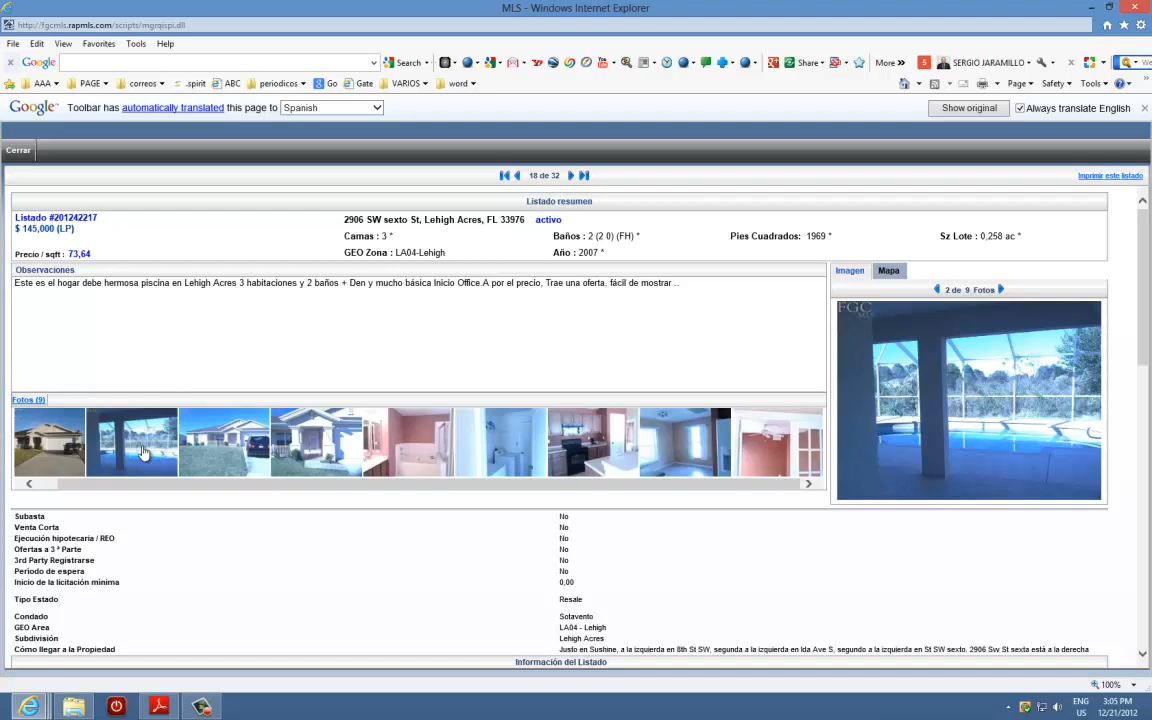 MLS - Windows Internet Explorer
http://fgcmls.rapmls.com/scripts/mgrqispi.dll
File Edit View Favorites Tools Help
x Google Search More » 5 SERGIO JARAMILLO Share
AAA PAGE correos .spirit ABC periodicos Go Gate VARIOS word Page Safety Tools
Google Toolbar has automatically translated this page to Spanish Show original Always translate English
Cerrar
18 de 32 Imprimir este listado
Listado resumen
Listado #201242217 2906 SW sexto St, Lehigh Acres, FL 33976 activo
$ 145,000 (LP) Camas : 3 * Baños : 2 (2 0) (FH) * Pies Cuadrados: 1969 * Sz Lote : 0,258 ac *
Precio / sqft : 73,64 GEO Zona : LA04-Lehigh Año : 2007 *
Observaciones Imagen Mapa
Este es el hogar debe hermosa piscina en Lehigh Acres 3 habitaciones y 2 baños + Den y mucho básica Inicio Office.A por el precio, Trae una oferta, fácil de mostrar ..
2 de 9 Fotos
FGC
MLS
Fotos (9)
Subasta No
Venta Corta No
Ejecución hipotecaria / REO No
Ofertas a 3 ª Parte No
3rd Party Registrarse No
Período de espera No
Inicio de la licitación mínima 0,00
Tipo Estado Resale
Condado Sotavento
GEO Area LA04 - Lehigh
Subdivisión Lehigh Acres
Cómo llegar a la Propiedad Justo en Sushine, a la izquierda en 8th St SW, segunda a la izquierda en Ida Ave S, segundo a la izquierda en St SW sexto. 2906 Sw St sexta está a la derecha
Información del Listado
100%
ENG 3:05 PM
US 12/21/2012